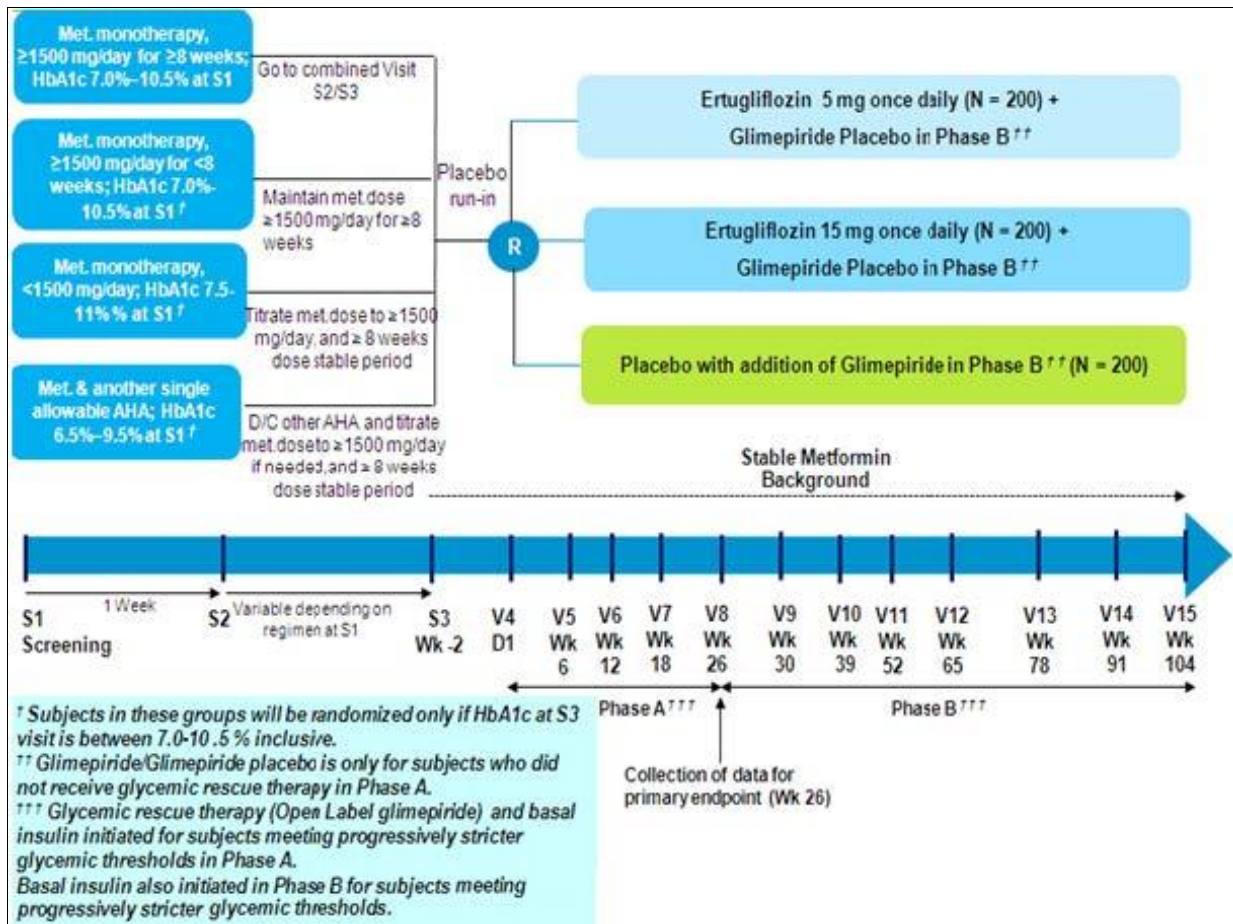 Met. monotherapy,
≥1500 mg/day for ≥8 weeks;
HbA1c 7.0%–10.5% at S1
Go to combined Visit
S2/S3
Met. monotherapy,
≥1500 mg/day for <8
weeks; HbA1c 7.0%-
10.5% at S1†
Maintain met.dose
≥1500 mg/day for ≥8
weeks
Met. monotherapy,
<1500 mg/day; HbA1c 7.5-
11%% at S1†
Titrate met.dose to ≥1500
mg/day, and ≥ 8 weeks
dose stable period
Met. & another single
allowable AHA; HbA1c
6.5%–9.5% at S1†
D/C other AHA and titrate
met.dose to ≥1500 mg/day
if needed, and ≥ 8 weeks
dose stable period
Placebo
run-in
R
Ertugliflozin 5 mg once daily (N = 200) +
Glimepiride Placebo in Phase B††
Ertugliflozin 15 mg once daily (N = 200) +
Glimepiride Placebo in Phase B††
Placebo with addition of Glimepiride in Phase B†† (N = 200)
Stable Metformin
Background
S1
Screening
1 Week
S2
Variable depending on
regimen at S1
S3
Wk -2
V4
D1
V5
Wk
6
V6
Wk
12
V7
Wk
18
V8
Wk
26
V9
Wk
30
V10
Wk
39
V11
Wk
52
V12
Wk
65
V13
Wk
78
V14
Wk
91
V15
Wk
104
Phase A†††
Phase B†††
Collection of data for
primary endpoint (Wk 26)
† Subjects in these groups will be randomized only if HbA1c at S3
visit is between 7.0-10 .5 % inclusive.
†† Glimepiride/Glimepiride placebo is only for subjects who did
not receive glycemic rescue therapy in Phase A.
††† Glycemic rescue therapy (Open Label glimepiride) and basal
insulin initiated for subjects meeting progressively stricter
glycemic thresholds in Phase A.
Basal insulin also initiated in Phase B for subjects meeting
progressively stricter glycemic thresholds.